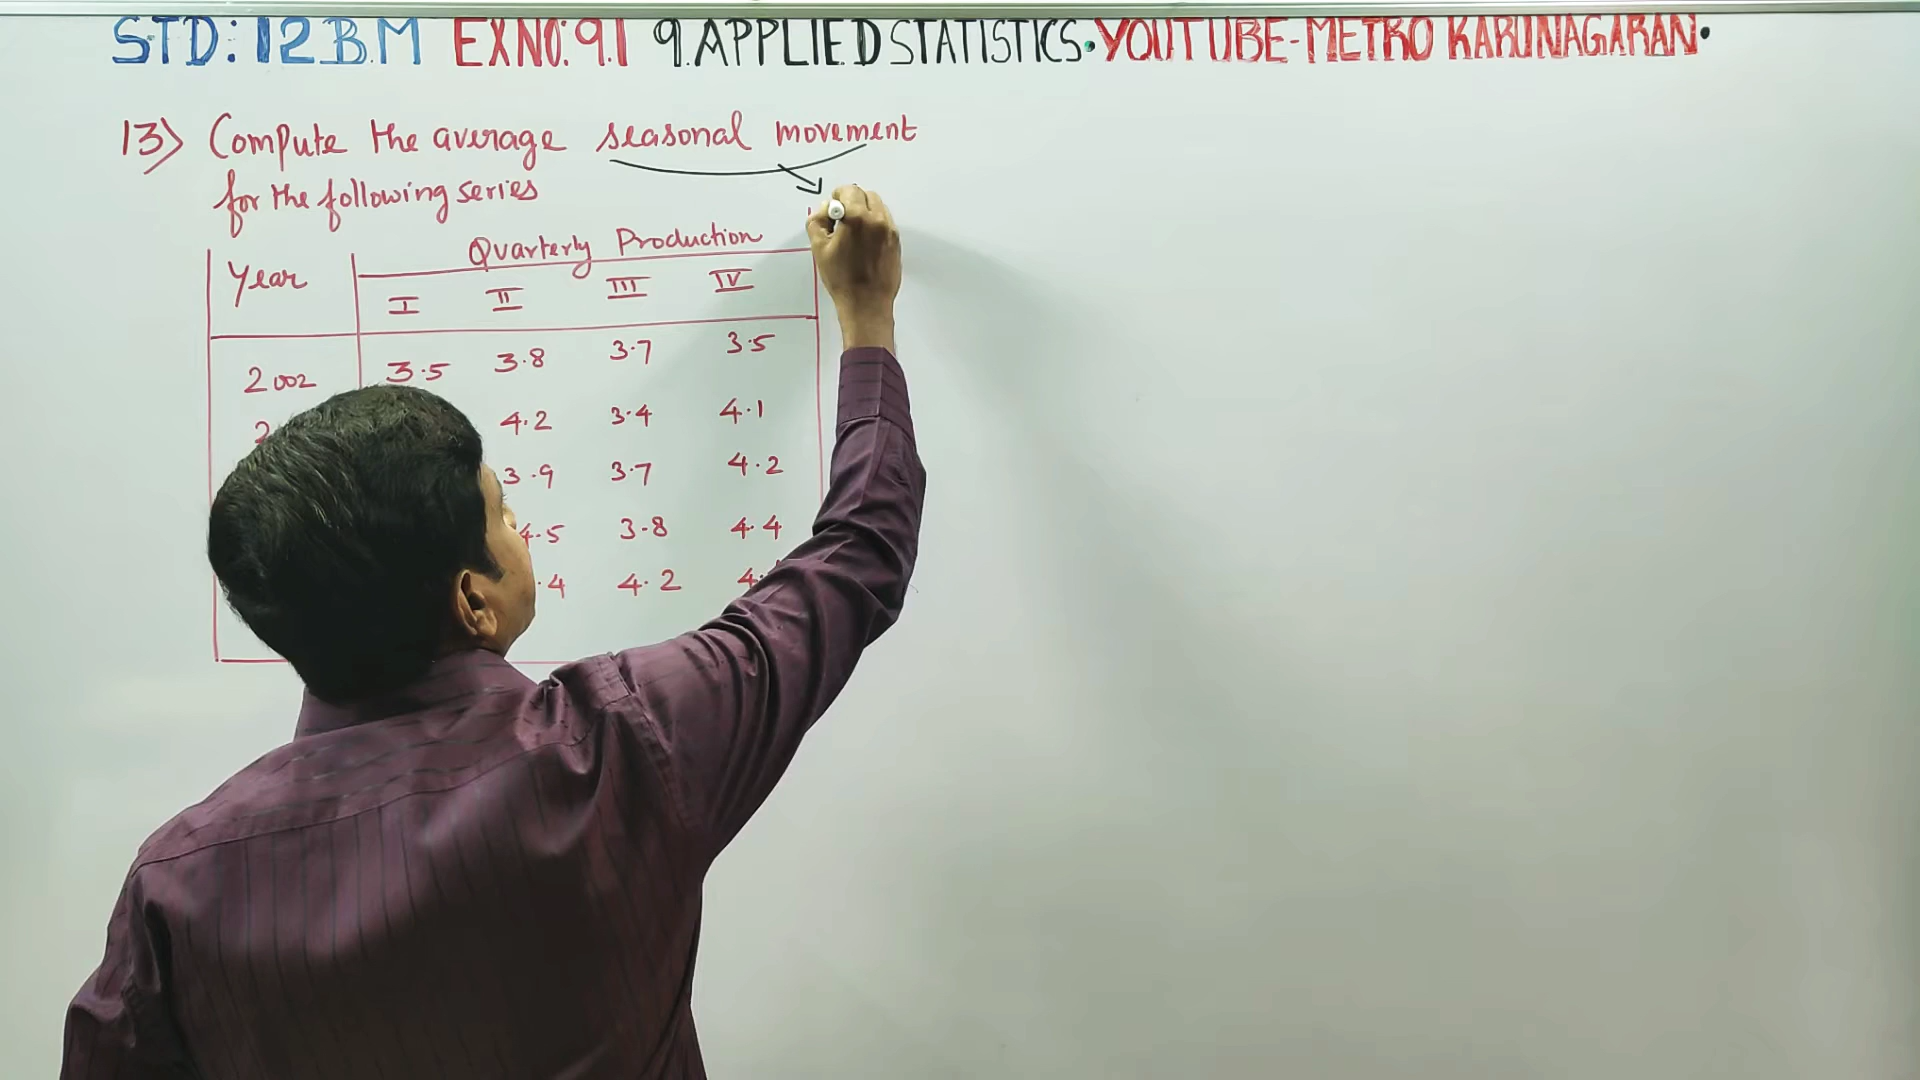 STD: 12 B.M EX NO: 9.1 9. APPLIED STATISTICS. YOUTUBE-METRO KARUNAGARAN.
13) Compute the average seasonal movement
for the following series
Year Quarterly Production
I II III IV
2002 3.5 3.8 3.7 3.5
4.2 3.4 4.1
3.9 3.7 4.2
4.5 3.8 4.4
4.2